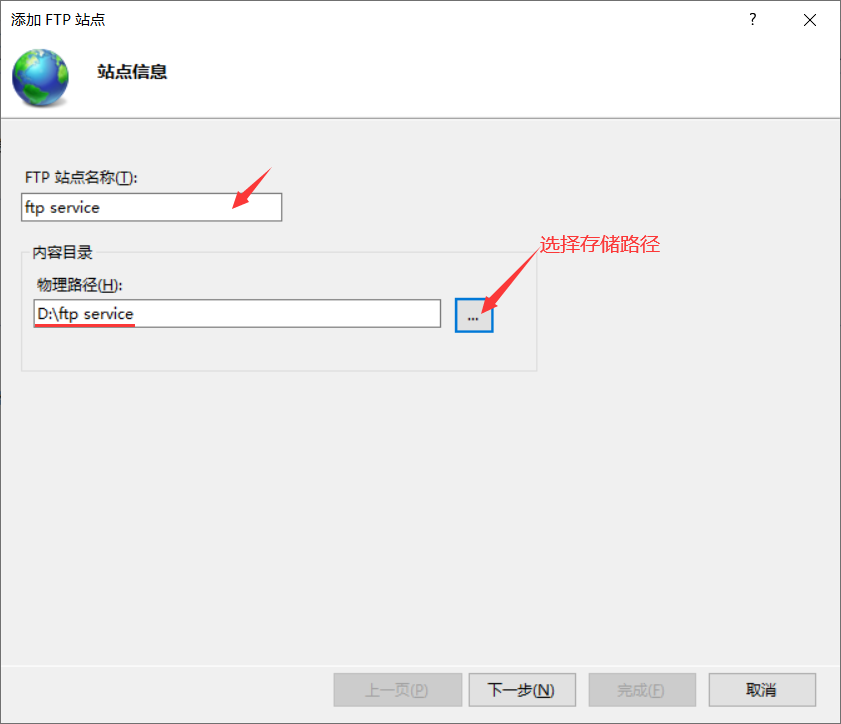 添加 FTP 站点
?
站点信息
FTP 站点名称(T):
ftp service
选择存储路径
内容目录
物理路径(H):
D:\ftp service
...
上一页(P)
下一步(N)
完成(F)
取消